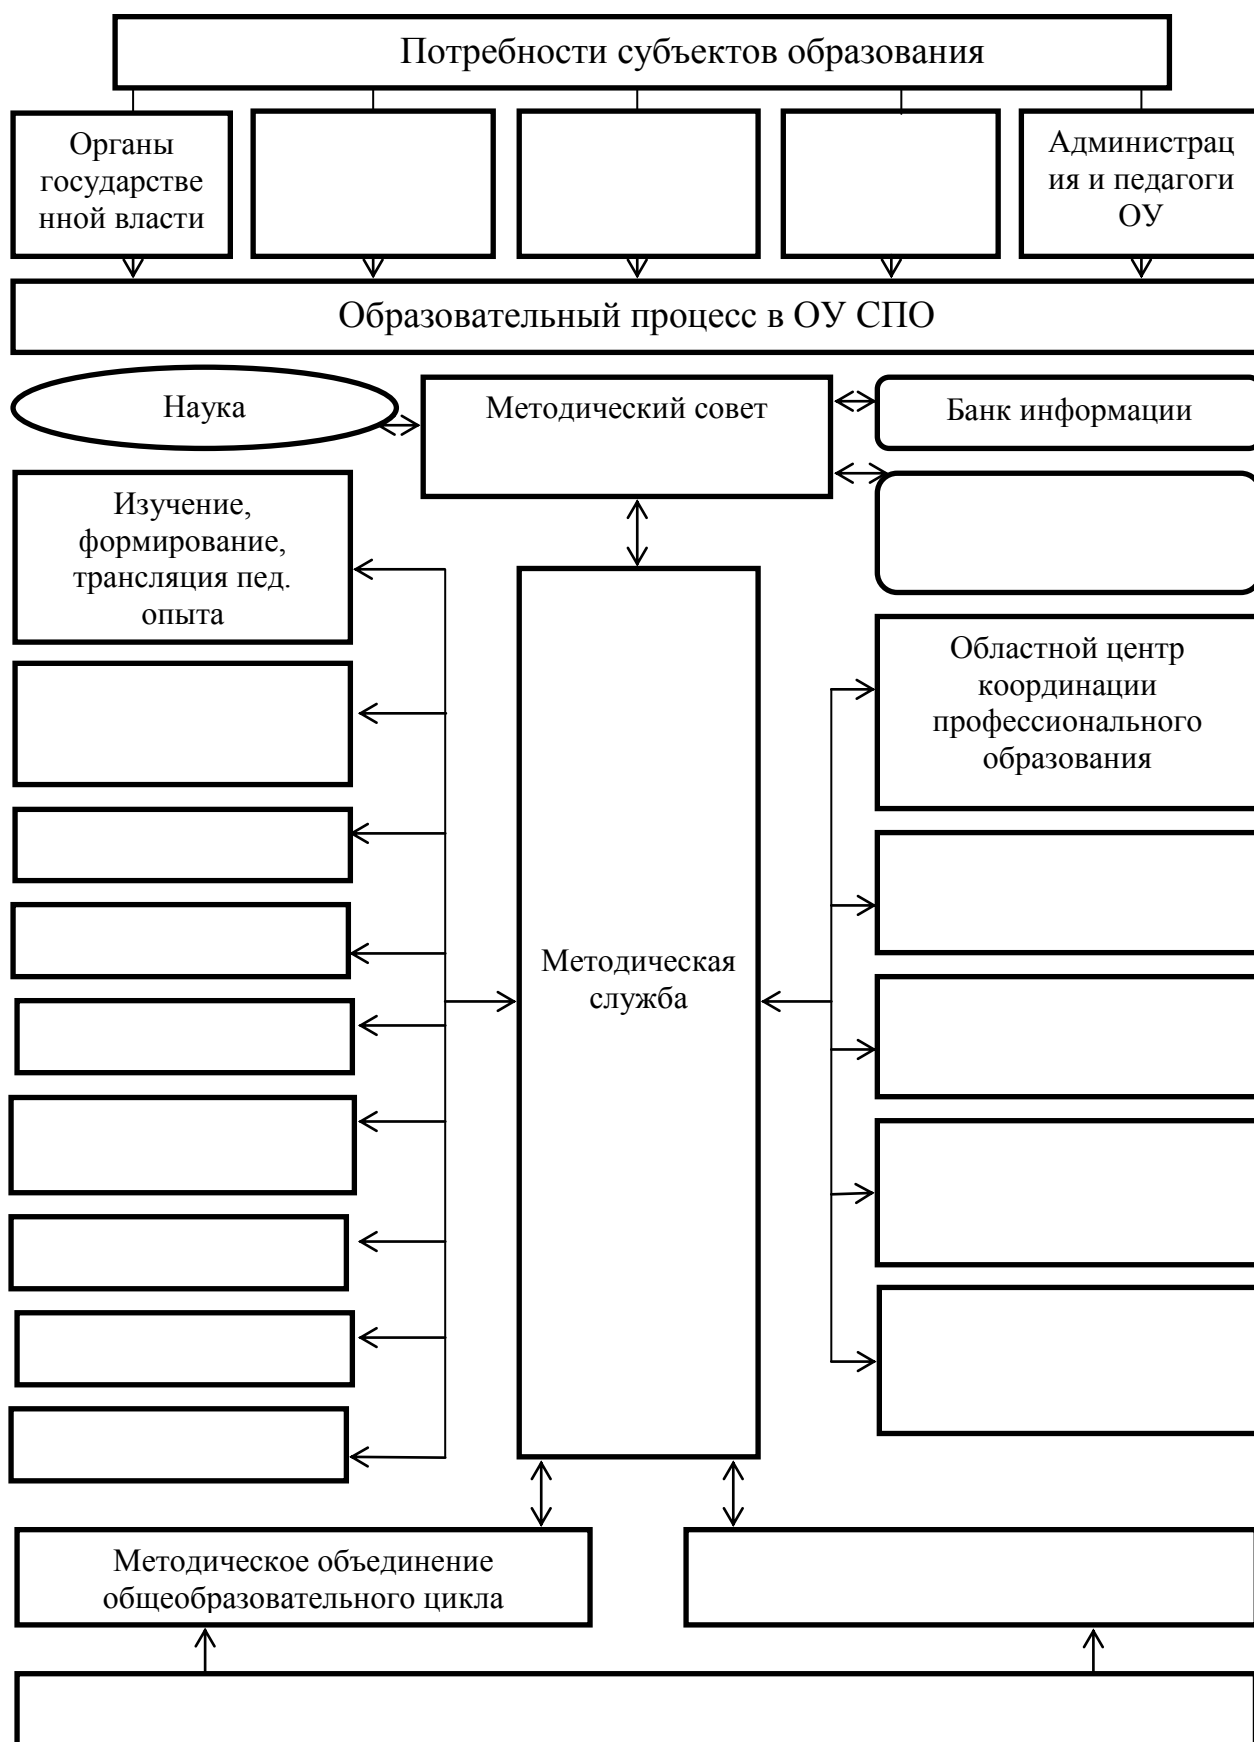 Потребности субъектов образования
Органы
государстве
нной власти
Администрац
ия и педагоги
ОУ
Образовательный процесс в ОУ СПО
Наука
Методический совет
Банк информации
Изучение,
формирование,
трансляция пед.
опыта
Областной центр
координации
профессионального
образования
Методическая
служба
Методическое объединение
общеобразовательного цикла